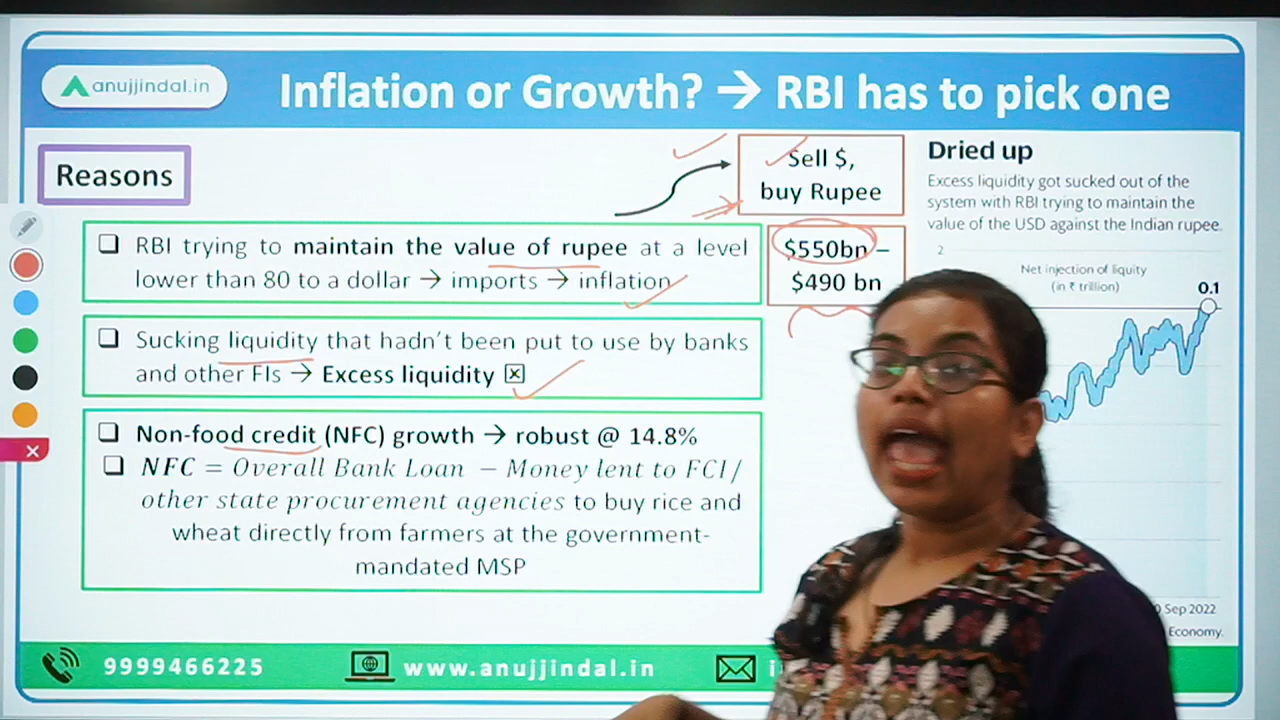 anujjindal.in
Inflation or Growth? → RBI has to pick one
Reasons
Sell $,
buy Rupee
❑ RBI trying to maintain the value of rupee at a level
lower than 80 to a dollar → imports → inflation
$550bn –
$490 bn
❑ Sucking liquidity that hadn't been put to use by banks
and other FIs → Excess liquidity ☒
❑ Non-food credit (NFC) growth → robust @ 14.8%
❑ NFC = Overall Bank Loan – Money lent to FCI/
other state procurement agencies to buy rice and
wheat directly from farmers at the government-
mandated MSP
Dried up
Excess liquidity got sucked out of the
system with RBI trying to maintain the
value of the USD against the Indian rupee.
2
Net injection of liquity
(in ₹ trillion)
0.1
Sep 2022
Economy.
9999466225
www.anujjindal.in